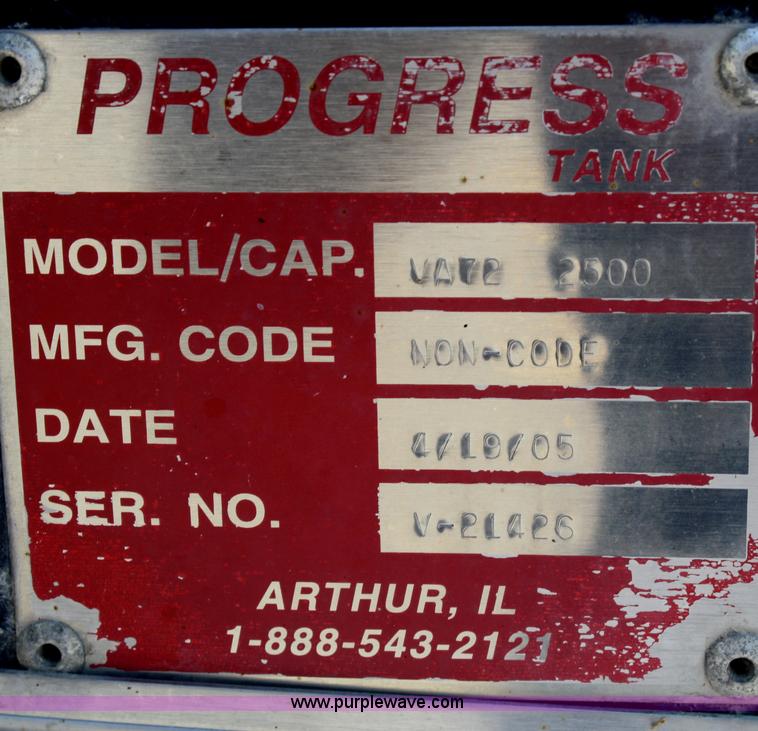 PROGRESS
TANK
MODEL/CAP. VAT2 2500
MFG. CODE NON-CODE
DATE 4/19/05
SER. NO. V-21426
ARTHUR, IL
1-888-543-2121
www.purplewave.com